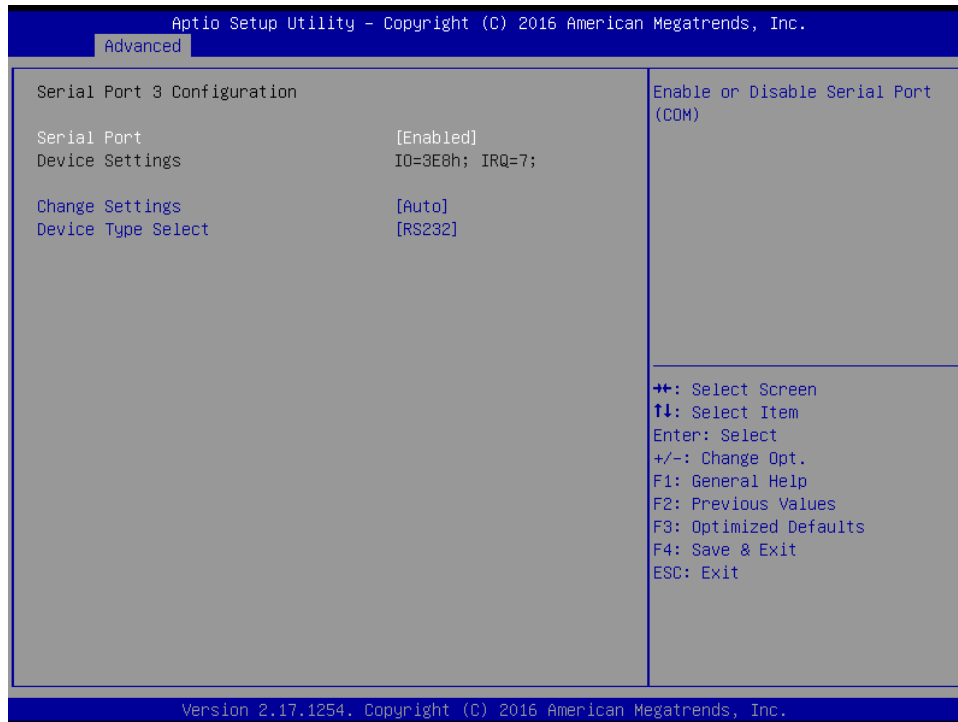 Aptio Setup Utility – Copyright (C) 2016 American Megatrends, Inc.
Advanced
Serial Port 3 Configuration
Serial Port [Enabled]
Device Settings IO=3E8h; IRQ=7;
Change Settings [Auto]
Device Type Select [RS232]
Enable or Disable Serial Port
(COM)
→←: Select Screen
↑↓: Select Item
Enter: Select
+/-: Change Opt.
F1: General Help
F2: Previous Values
F3: Optimized Defaults
F4: Save & Exit
ESC: Exit
Version 2.17.1254. Copyright (C) 2016 American Megatrends, Inc.